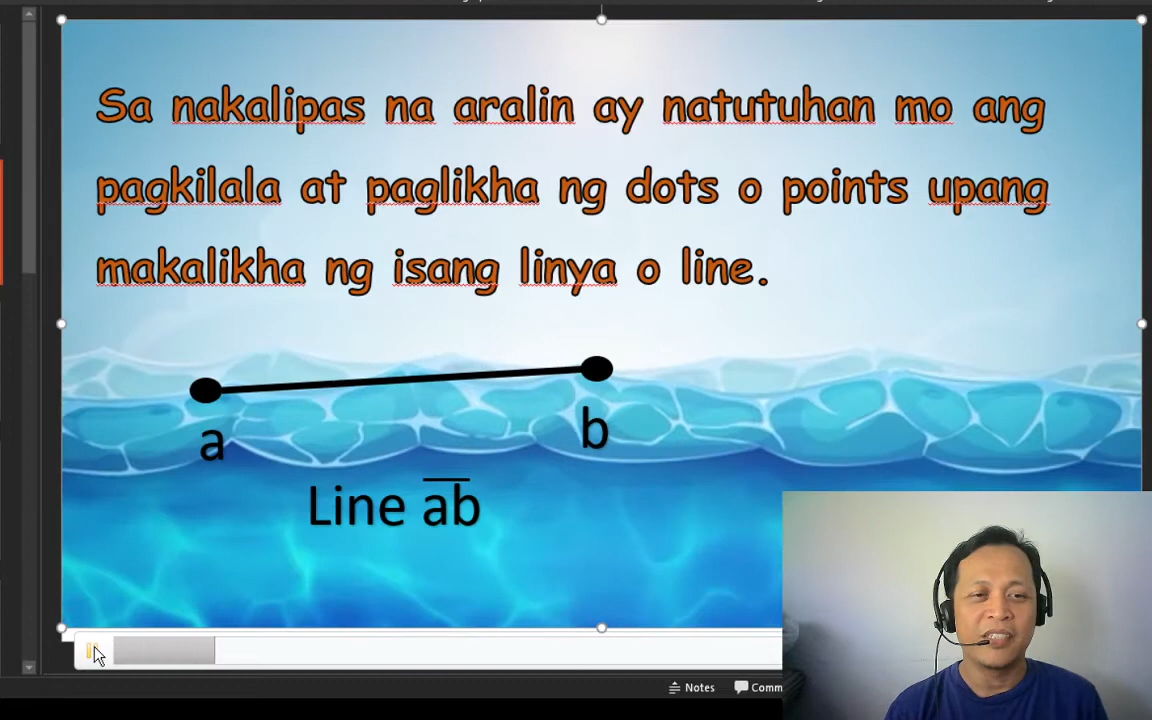 Sa nakalipas na aralin ay natutuhan mo ang
pagkilala at paglikha ng dots o points upang
makalikha ng isang linya o line.
a
b
Line a̅b̅
Notes
Comm